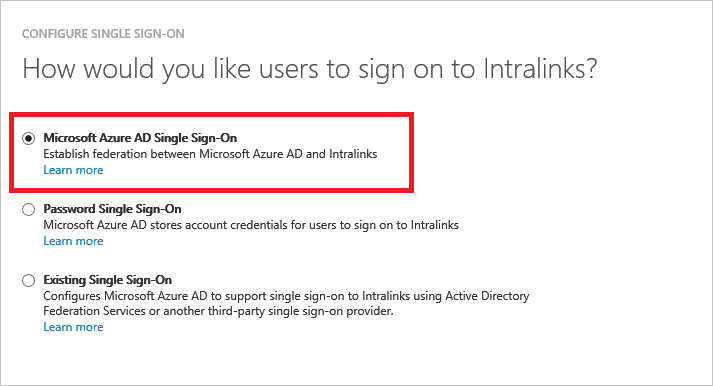 CONFIGURE SINGLE SIGN-ON
How would you like users to sign on to Intralinks?
Microsoft Azure AD Single Sign-On
Establish federation between Microsoft Azure AD and Intralinks
Learn more
Password Single Sign-On
Microsoft Azure AD stores account credentials for users to sign on to Intralinks
Learn more
Existing Single Sign-On
Configures Microsoft Azure AD to support single sign-on to Intralinks using Active Directory
Federation Services or another third-party single sign-on provider.
Learn more